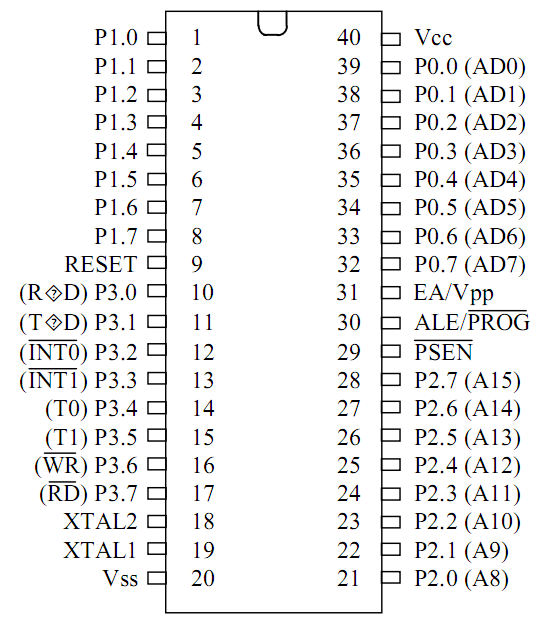 P1.0 1 40 Vcc
P1.1 2 39 P0.0 (AD0)
P1.2 3 38 P0.1 (AD1)
P1.3 4 37 P0.2 (AD2)
P1.4 5 36 P0.3 (AD3)
P1.5 6 35 P0.4 (AD4)
P1.6 7 34 P0.5 (AD5)
P1.7 8 33 P0.6 (AD6)
RESET 9 32 P0.7 (AD7)
(R�D) P3.0 10 31 EA/Vpp
(T�D) P3.1 11 30 ALE/P̅R̅O̅G̅
(I̅N̅T̅0̅) P3.2 12 29 P̅S̅E̅N̅
(I̅N̅T̅1̅) P3.3 13 28 P2.7 (A15)
(T0) P3.4 14 27 P2.6 (A14)
(T1) P3.5 15 26 P2.5 (A13)
(W̅R̅) P3.6 16 25 P2.4 (A12)
(R̅D̅) P3.7 17 24 P2.3 (A11)
XTAL2 18 23 P2.2 (A10)
XTAL1 19 22 P2.1 (A9)
Vss 20 21 P2.0 (A8)